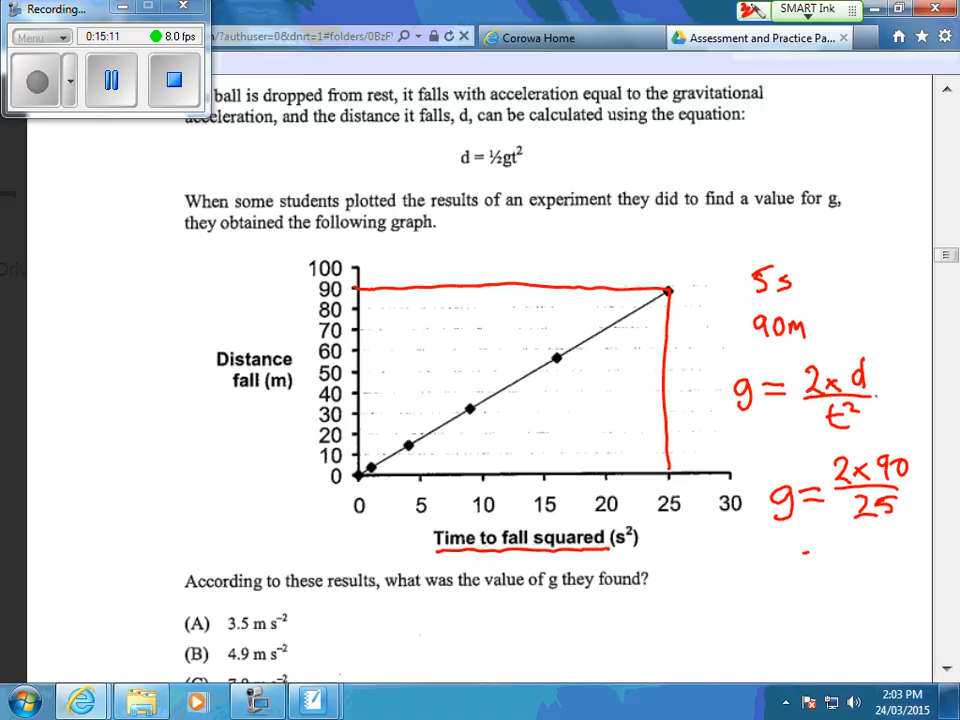 Recording...
SMART Ink
Menu
0:15:11
8.0 fps
/?authuser=0&drnt=1#folders/0BzF
Corowa Home
Assessment and Practice Pa...
ball is dropped from rest, it falls with acceleration equal to the gravitational
acceleration, and the distance it falls, d, can be calculated using the equation:
d = ½gt²
When some students plotted the results of an experiment they did to find a value for g,
they obtained the following graph.
100
90
80
70
60
50
40
30
20
10
0
Distance
fall (m)
0 5 10 15 20 25 30
Time to fall squared (s²)
5s
90m
g = 2 x d / t²
g = 2 x 90 / 25
According to these results, what was the value of g they found?
(A) 3.5 m s⁻²
(B) 4.9 m s⁻²
2:03 PM
24/03/2015